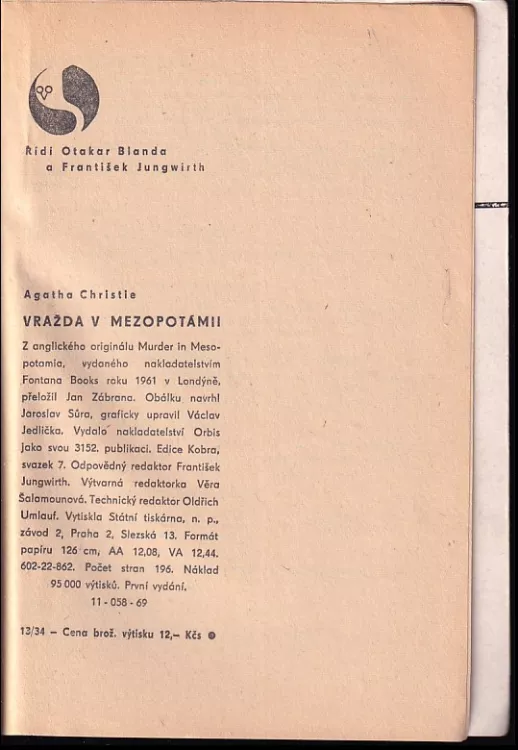 Řídí Otakar Blanda
a František Jungwirth
Agatha Christie
VRAŽDA V MEZOPOTÁMII
Z anglického originálu Murder in Meso-
potamia, vydaného nakladatelstvím
Fontana Books roku 1961 v Londýně,
přeložil Jan Zábrana. Obálku navrhl
Jaroslav Sůra, graficky upravil Václav
Jedlička. Vydalo nakladatelství Orbis
jako svou 3152. publikaci. Edice Kobra,
svazek 7. Odpovědný redaktor František
Jungwirth. Výtvarná redaktorka Věra
Šalamounová. Technický redaktor Oldřich
Umlauf. Vytiskla Státní tiskárna, n. p.,
závod 2, Praha 2, Slezská 13. Formát
papíru 126 cm, AA 12,08, VA 12,44.
602-22-862. Počet stran 196. Náklad
95 000 výtisků. První vydání.
11 - 058 - 69
13/34 – Cena brož. výtisku 12,– Kčs